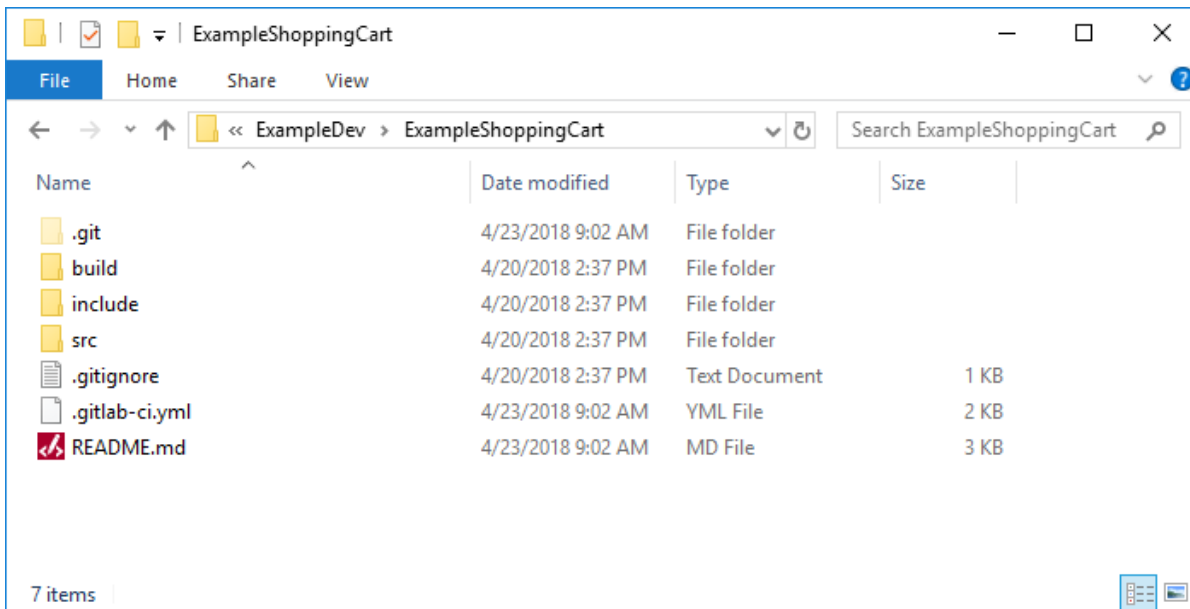 ExampleShoppingCart
File Home Share View ?
« ExampleDev > ExampleShoppingCart Search ExampleShoppingCart
Name Date modified Type Size
.git 4/23/2018 9:02 AM File folder
build 4/20/2018 2:37 PM File folder
include 4/20/2018 2:37 PM File folder
src 4/20/2018 2:37 PM File folder
.gitignore 4/20/2018 2:37 PM Text Document 1 KB
.gitlab-ci.yml 4/23/2018 9:02 AM YML File 2 KB
README.md 4/23/2018 9:02 AM MD File 3 KB
7 items